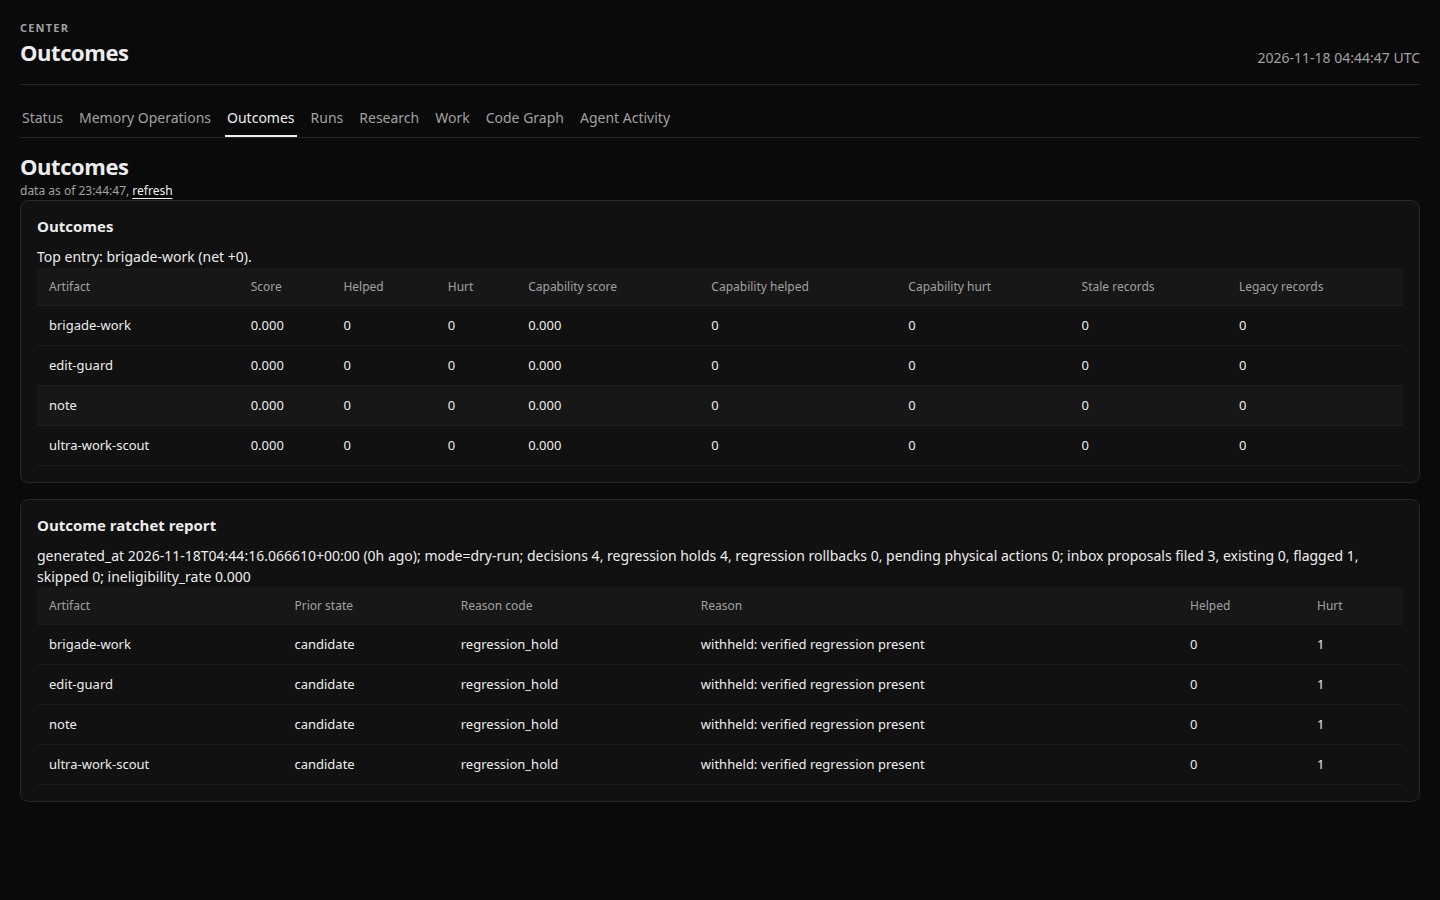 CENTER
Outcomes
2026-11-18 04:44:47 UTC
Status Memory Operations Outcomes Runs Research Work Code Graph Agent Activity
Outcomes
data as of 23:44:47, refresh
Outcomes
Top entry: brigade-work (net +0).
Artifact Score Helped Hurt Capability score Capability helped Capability hurt Stale records Legacy records
brigade-work 0.000 0 0 0.000 0 0 0 0
edit-guard 0.000 0 0 0.000 0 0 0 0
note 0.000 0 0 0.000 0 0 0 0
ultra-work-scout 0.000 0 0 0.000 0 0 0 0
Outcome ratchet report
generated_at 2026-11-18T04:44:16.066610+00:00 (0h ago); mode=dry-run; decisions 4, regression holds 4, regression rollbacks 0, pending physical actions 0; inbox proposals filed 3, existing 0, flagged 1,
skipped 0; ineligibility_rate 0.000
Artifact Prior state Reason code Reason Helped Hurt
brigade-work candidate regression_hold withheld: verified regression present 0 1
edit-guard candidate regression_hold withheld: verified regression present 0 1
note candidate regression_hold withheld: verified regression present 0 1
ultra-work-scout candidate regression_hold withheld: verified regression present 0 1